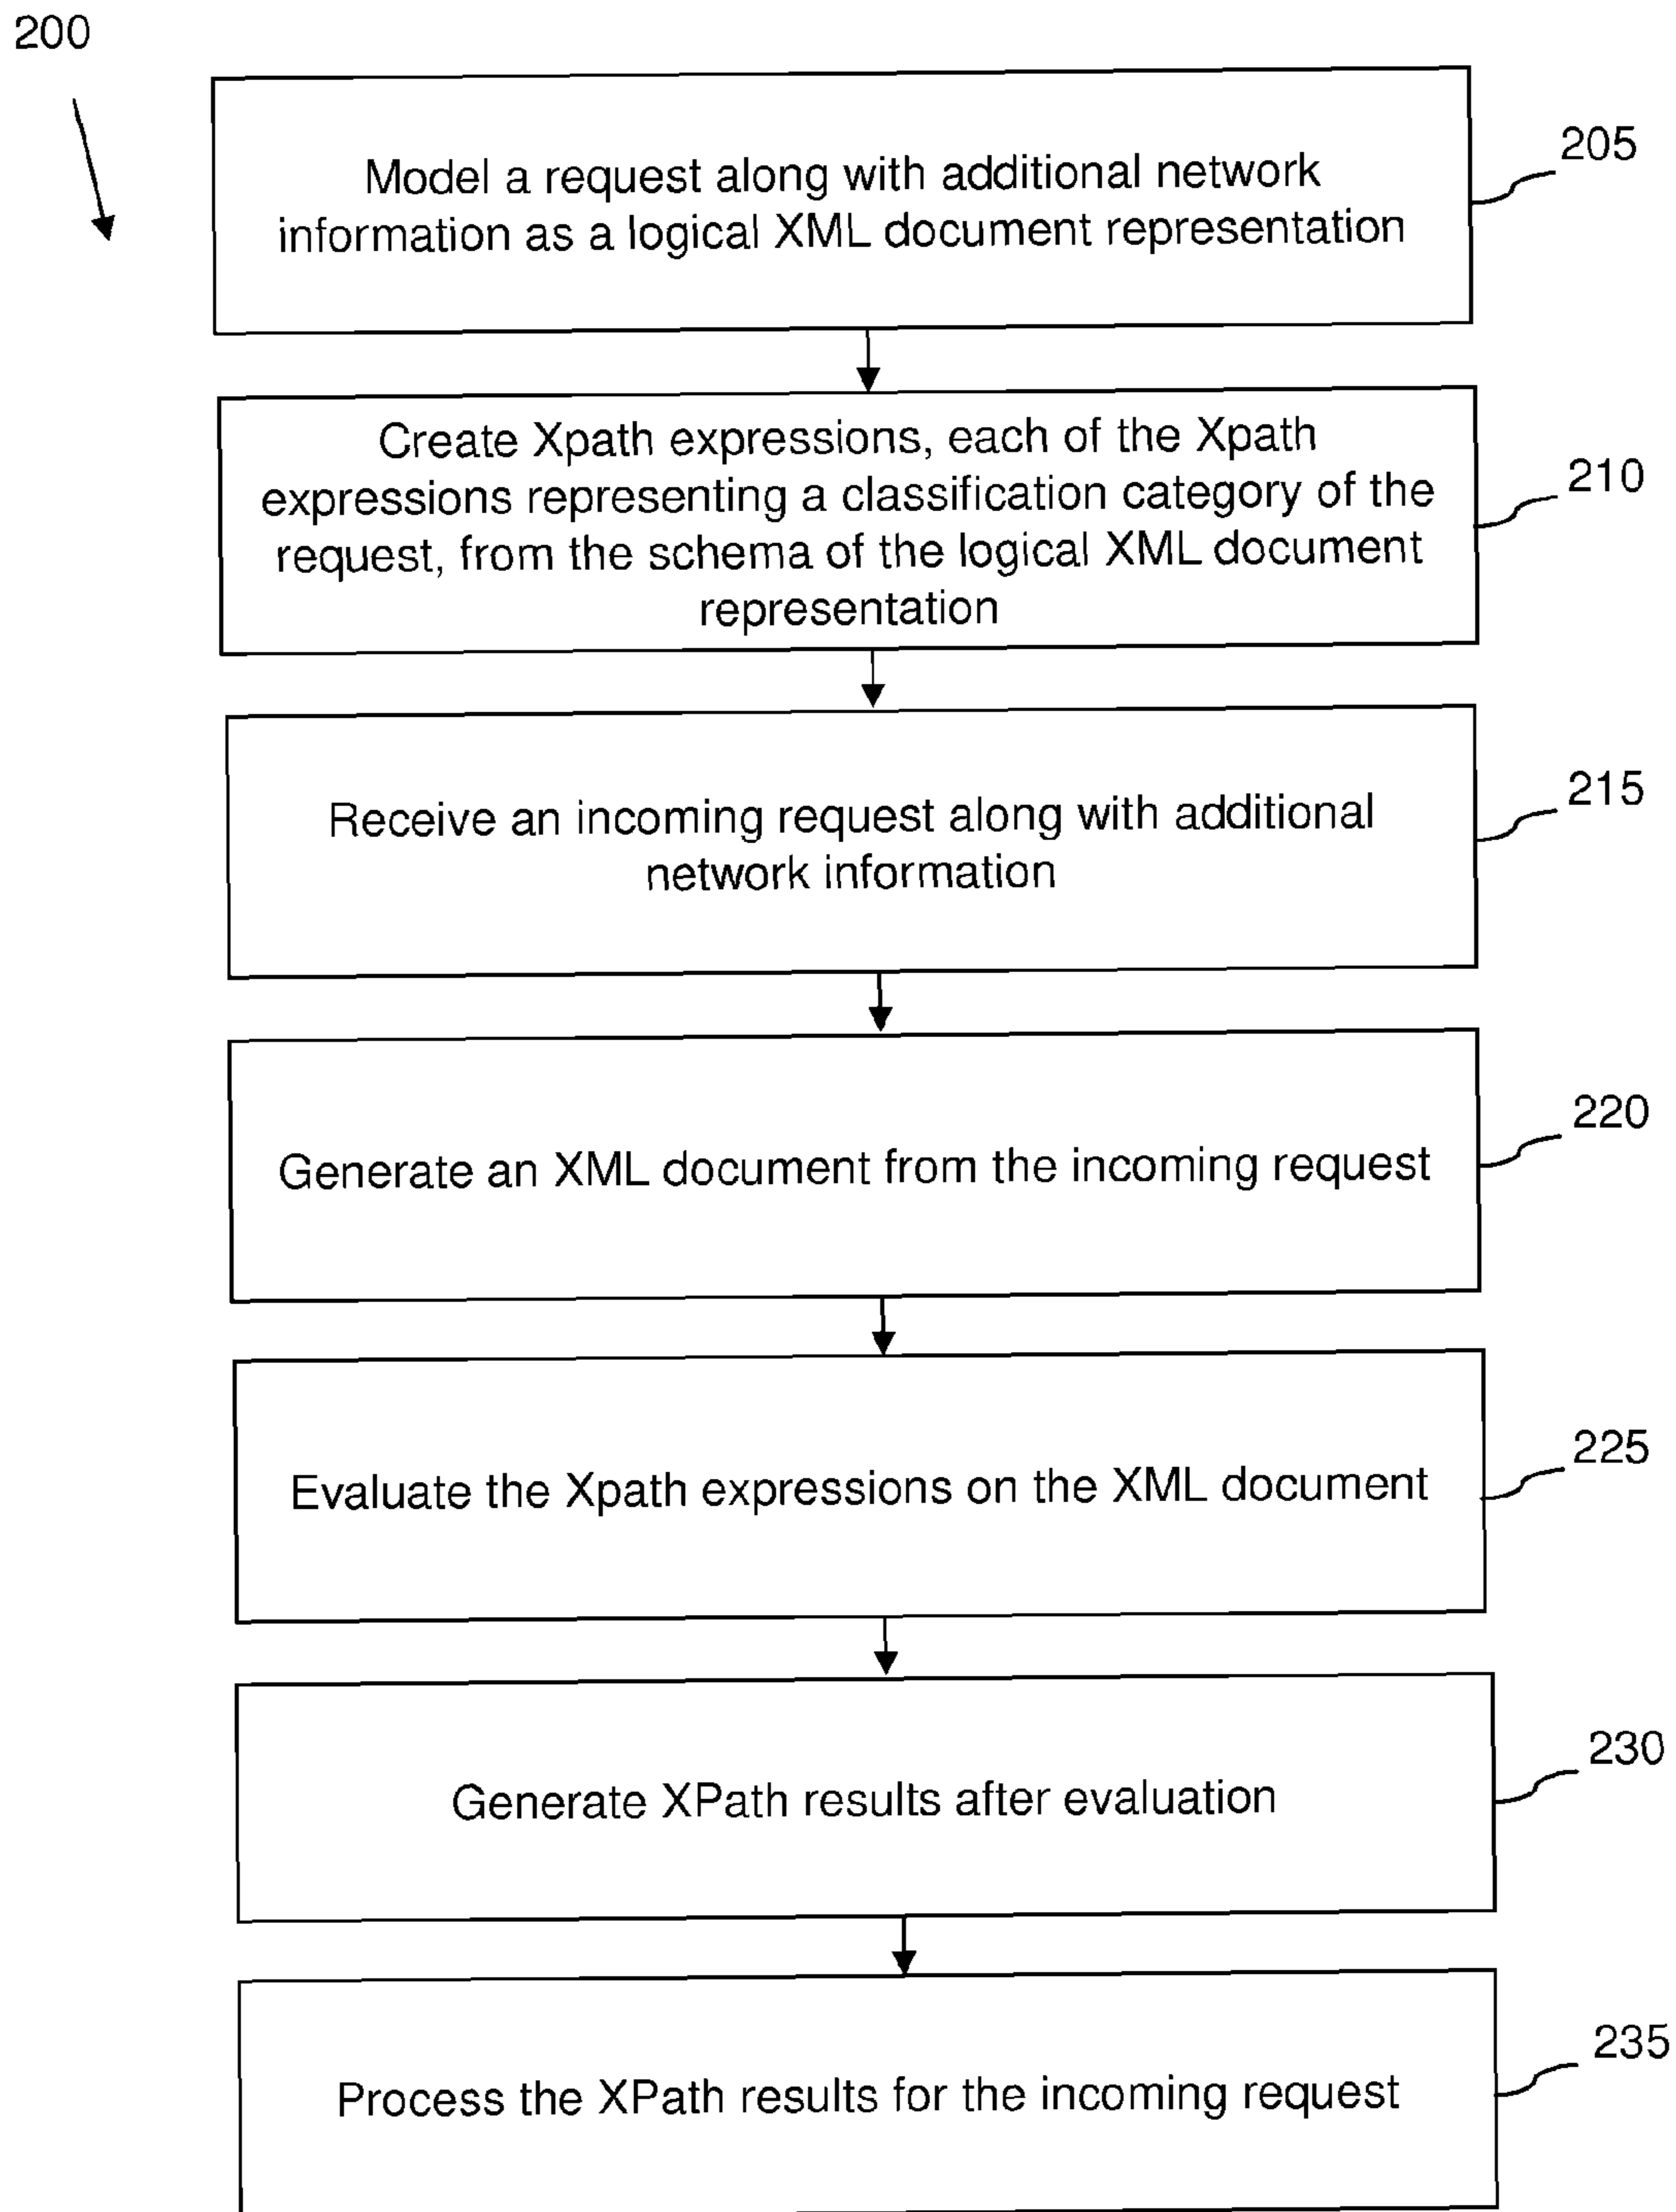 200
Model a request along with additional network
information as a logical XML document representation
205
Create Xpath expressions, each of the Xpath
expressions representing a classification category of the
request, from the schema of the logical XML document
representation
210
Receive an incoming request along with additional
network information
215
Generate an XML document from the incoming request
220
Evaluate the Xpath expressions on the XML document
225
Generate XPath results after evaluation
230
Process the XPath results for the incoming request
235